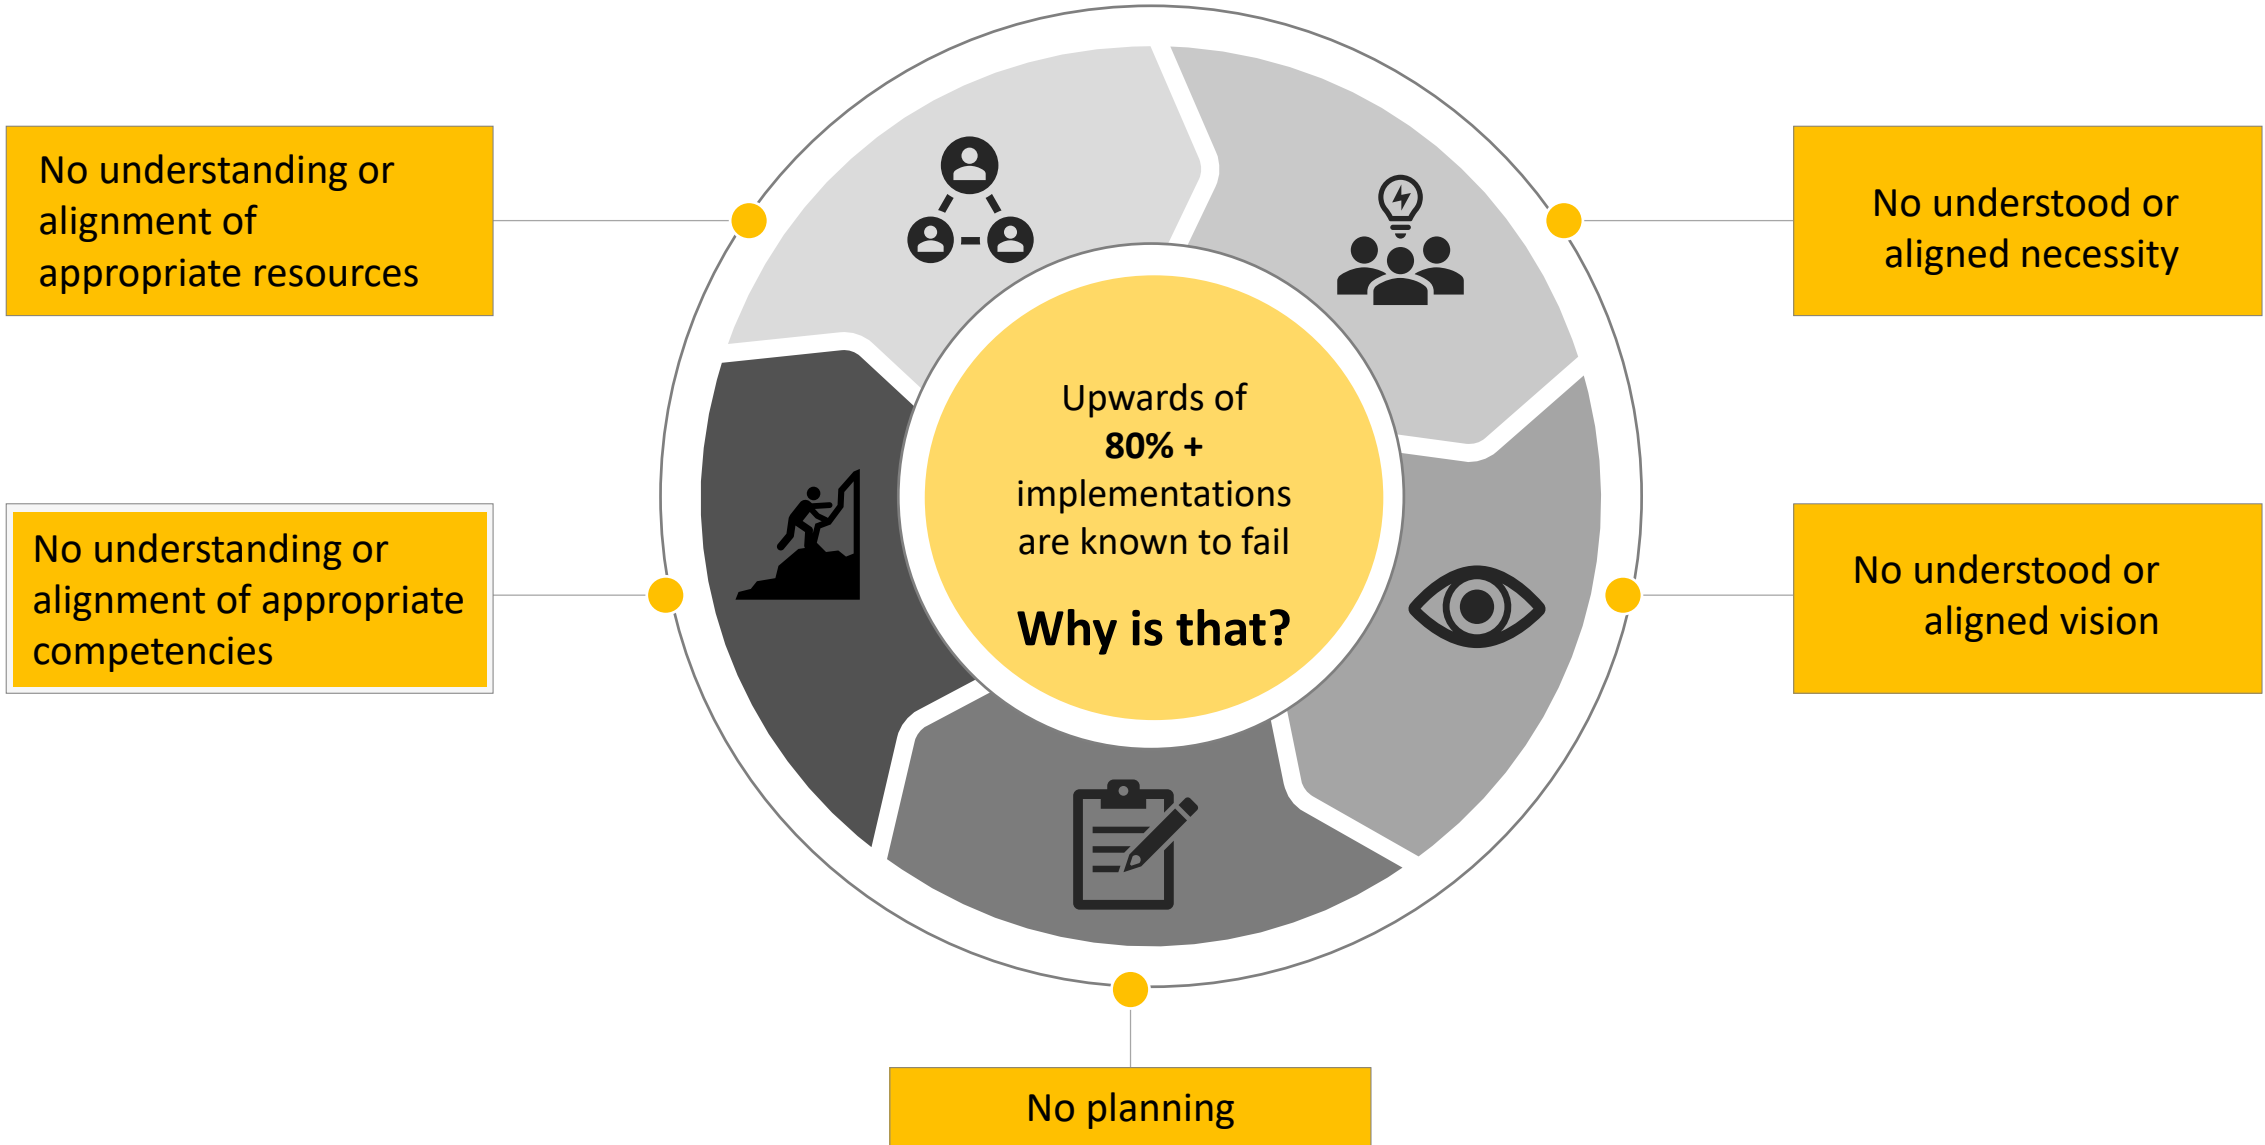 No understanding or
alignment of
appropriate resources
No understood or
aligned necessity
Upwards of
80% +
implementations
are known to fail
Why is that?
No understanding or
alignment of appropriate
competencies
No understood or
aligned vision
No planning